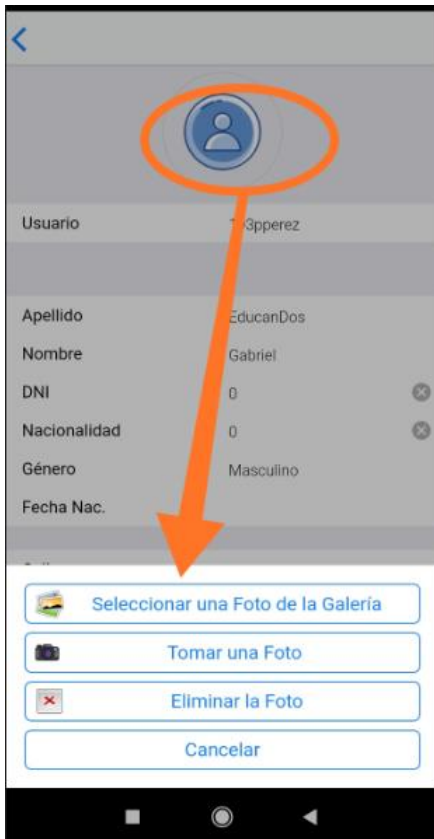 Usuario
Apellido EducanDos
Nombre Gabriel
DNI 0
Nacionalidad 0
Género Masculino
Fecha Nac.
Seleccionar una Foto de la Galería
Tomar una Foto
Eliminar la Foto
Cancelar